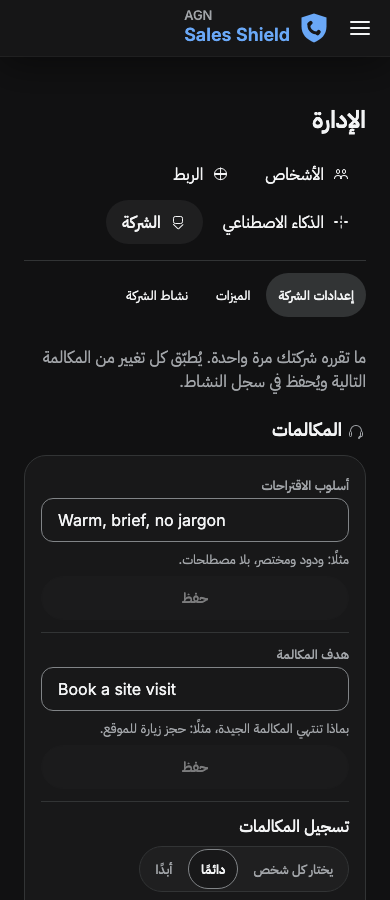 AGN
Sales Shield
الإدارة
الأشخاص
الربط
الذكاء الاصطناعي
الشركة
إعدادات الشركة
الميزات
نشاط الشركة
ما تقرره شركتك مرة واحدة. يُطبّق كل تغيير من المكالمة
التالية ويُحفظ في سجل النشاط.
المكالمات
أسلوب الاقتراحات
Warm, brief, no jargon
مثلًا: ودود ومختصر، بلا مصطلحات.
حفظ
هدف المكالمة
Book a site visit
بماذا تنتهي المكالمة الجيدة، مثلًا: حجز زيارة للموقع.
حفظ
تسجيل المكالمات
يختار كل شخص
دائمًا
أبدًا